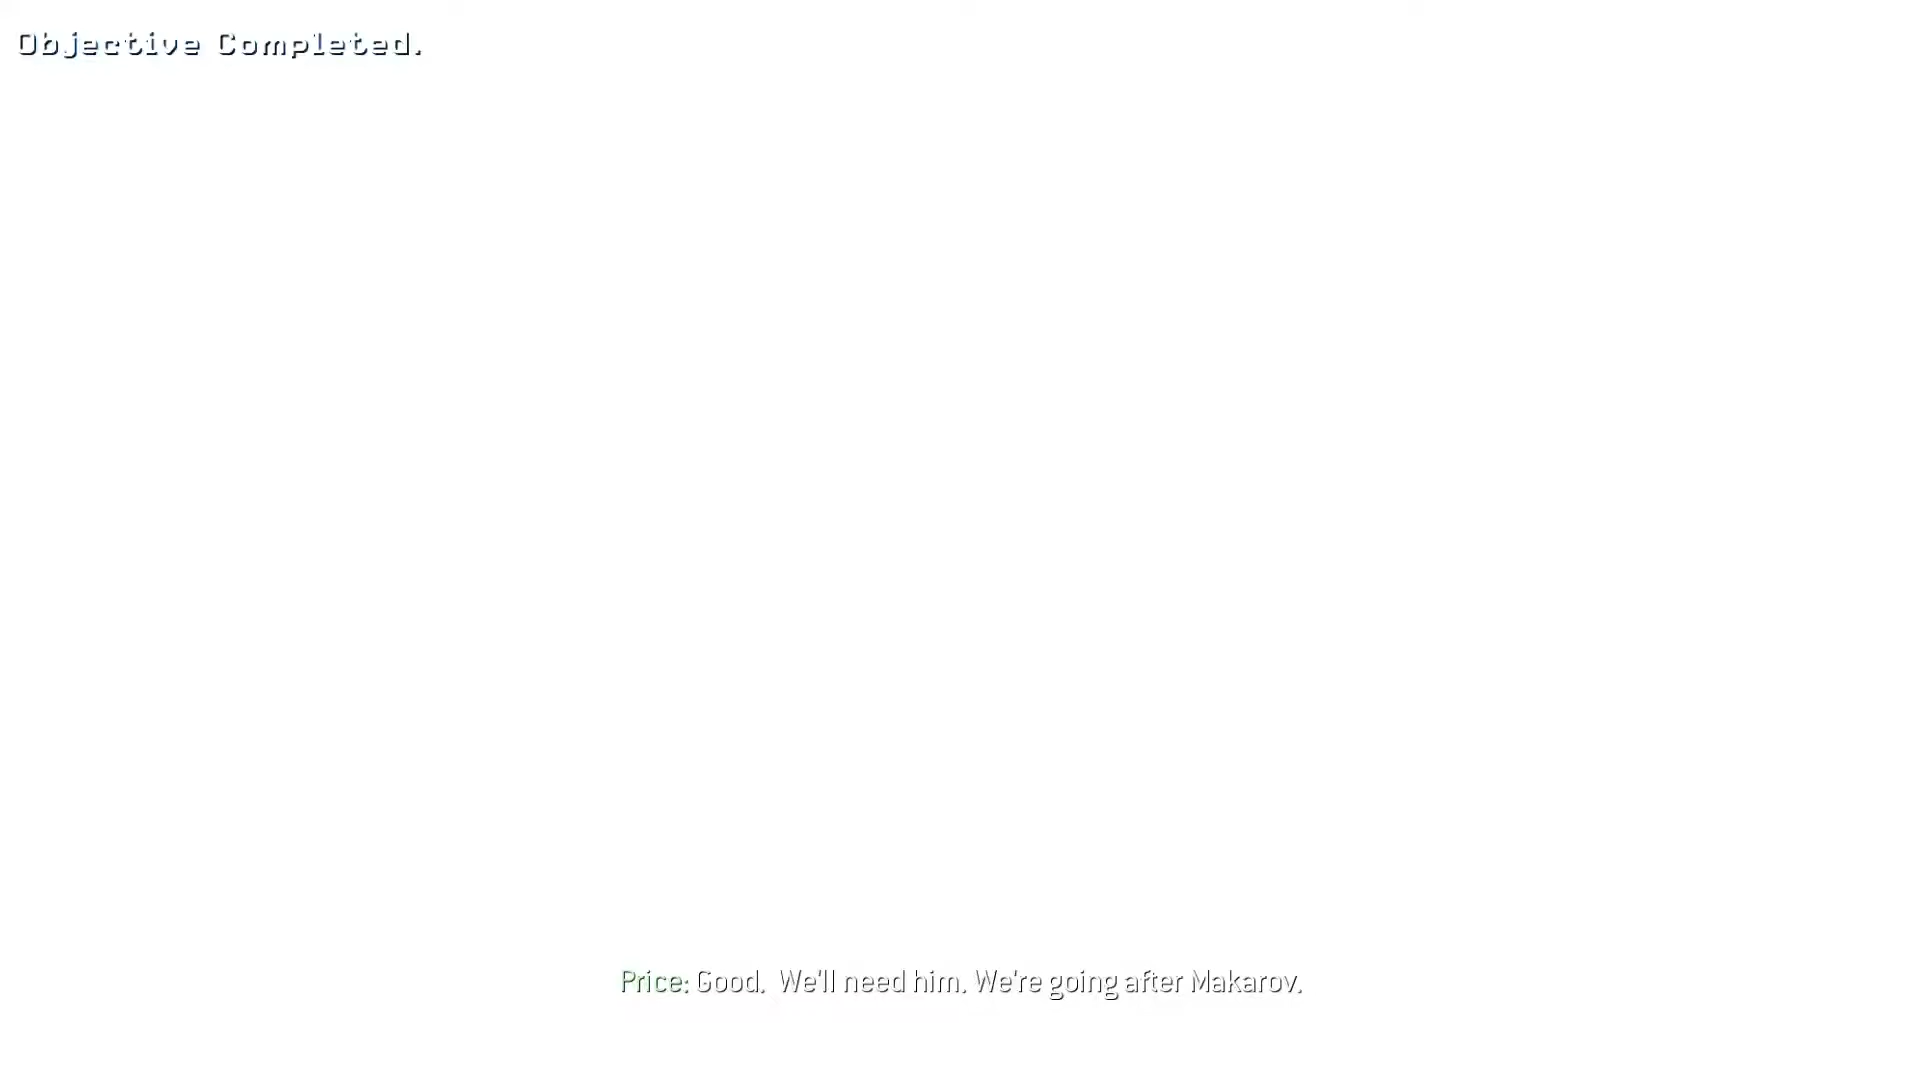 Objective Completed.
Price: Good.  We'll need him. We're going after Makarov.